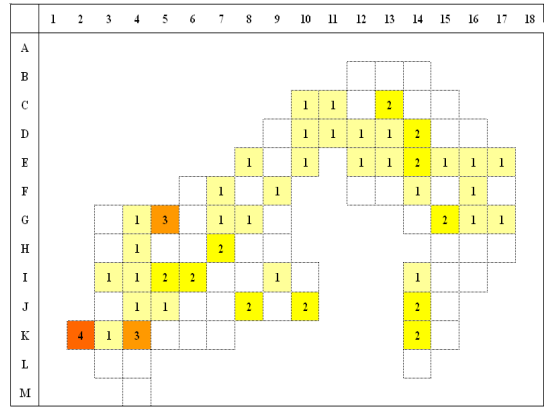 1 2 3 4 5 6 7 8 9 10 11 12 13 14 15 16 17 18
A
B
C 1 1 2
D 1 1 1 1 2
E 1 1 1 1 2 1 1 1
F 1 1 1 1
G 1 3 1 1 2 1 1
H 1 2
I 1 1 2 2 1 1
J 1 1 2 2 2
K 4 1 3 2
L
M